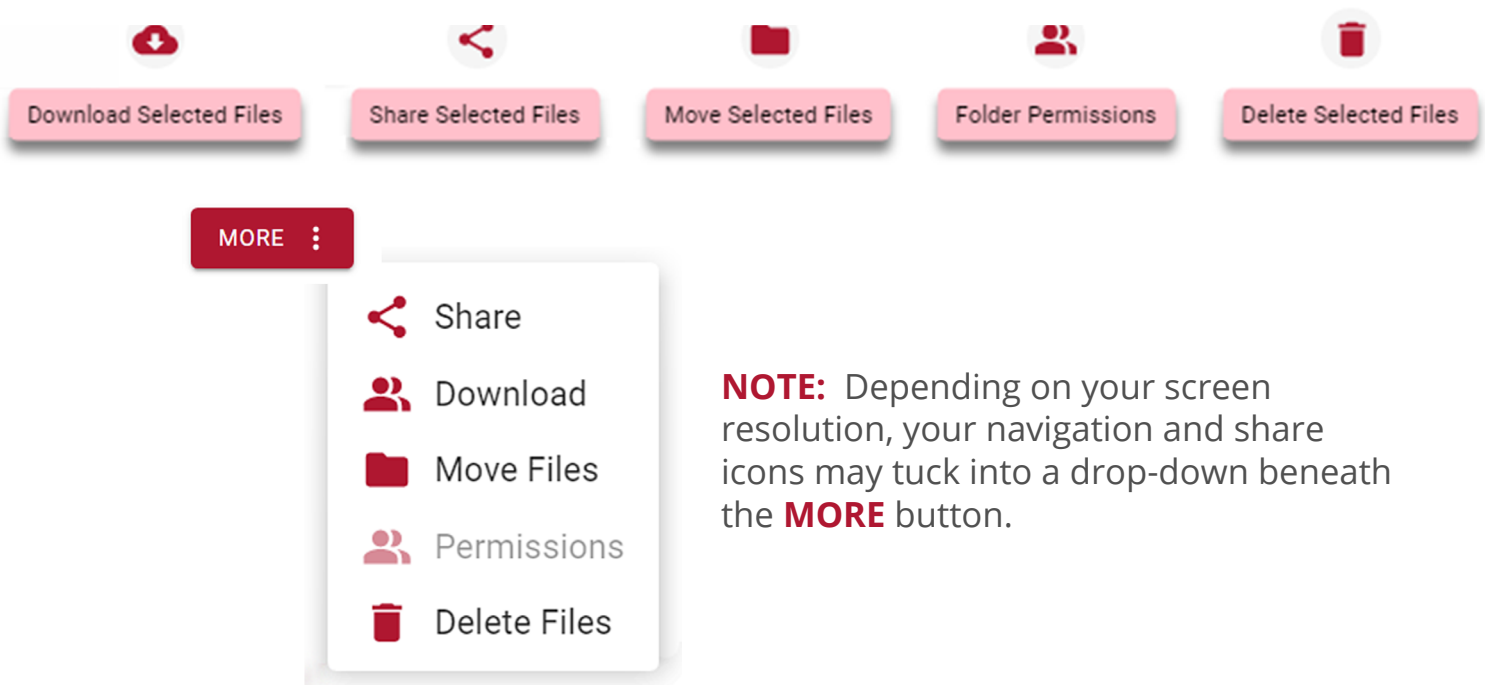 Download Selected Files
Share Selected Files
Move Selected Files
Folder Permissions
Delete Selected Files
MORE
Share
Download
Move Files
Permissions
Delete Files
NOTE: Depending on your screen
resolution, your navigation and share
icons may tuck into a drop-down beneath
the MORE button.